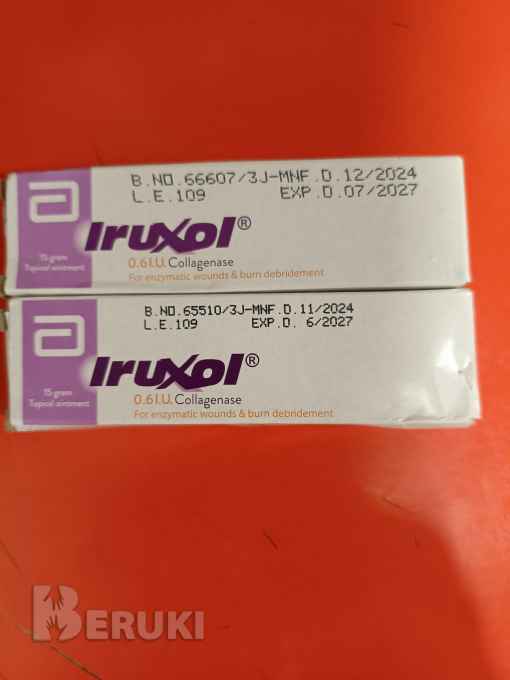 B.NO.66607/3J-MNF.D.12/2024
L.E.109 EXP.D.07/2027
Iruxol®
0.6 I.U. Collagenase
For enzymatic wounds & burn debridement
15 gram
Topical ointment
B.NO.65510/3J-MNF.D.11/2024
L.E.109 EXP.D. 6/2027
Iruxol®
0.6 I.U. Collagenase
For enzymatic wounds & burn debridement
15 gram
Topical ointment
BERUKI